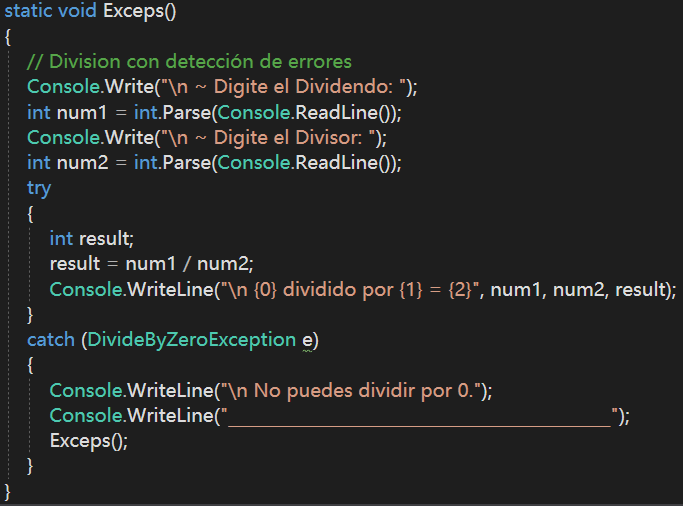 static void Exceps()
{
// Division con detección de errores
Console.Write("\n ~ Digite el Dividendo: ");
int num1 = int.Parse(Console.ReadLine());
Console.Write("\n ~ Digite el Divisor: ");
int num2 = int.Parse(Console.ReadLine());
try
{
int result;
result = num1 / num2;
Console.WriteLine("\n {0} dividido por {1} = {2}", num1, num2, result);
}
catch (DivideByZeroException e)
{
Console.WriteLine("\n No puedes dividir por 0.");
Console.WriteLine("___________________________________");
Exceps();
}
}